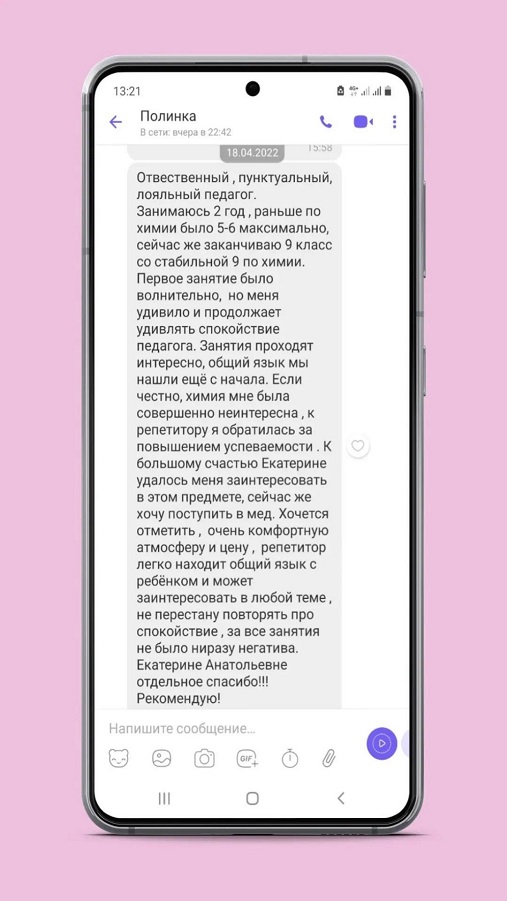 13:21
4G+
Полинка
В сети: вчера в 22:42
15:58
18.04.2022
Отвественный , пунктуальный,
лояльный педагог.
Занимаюсь 2 год , раньше по
химии было 5-6 максимально,
сейчас же заканчиваю 9 класс
со стабильной 9 по химии.
Первое занятие было
волнительно,  но меня
удивило и продолжает
удивлять спокойствие
педагога. Занятия проходят
интересно, общий язык мы
нашли ещё с начала. Если
честно, химия мне была
совершенно неинтересна , к
репетитору я обратилась за
повышением успеваемости . К
большому счастью Екатерине
удалось меня заинтересовать
в этом предмете, сейчас же
хочу поступить в мед. Хочется
отметить ,  очень комфортную
атмосферу и цену ,  репетитор
легко находит общий язык с
ребёнком и может
заинтересовать в любой теме ,
не перестану повторять про
спокойствие , за все занятия
не было ниразу негатива.
Екатерине Анатольевне
отдельное спасибо!!!
Рекомендую!
Напишите сообщение...
GIF